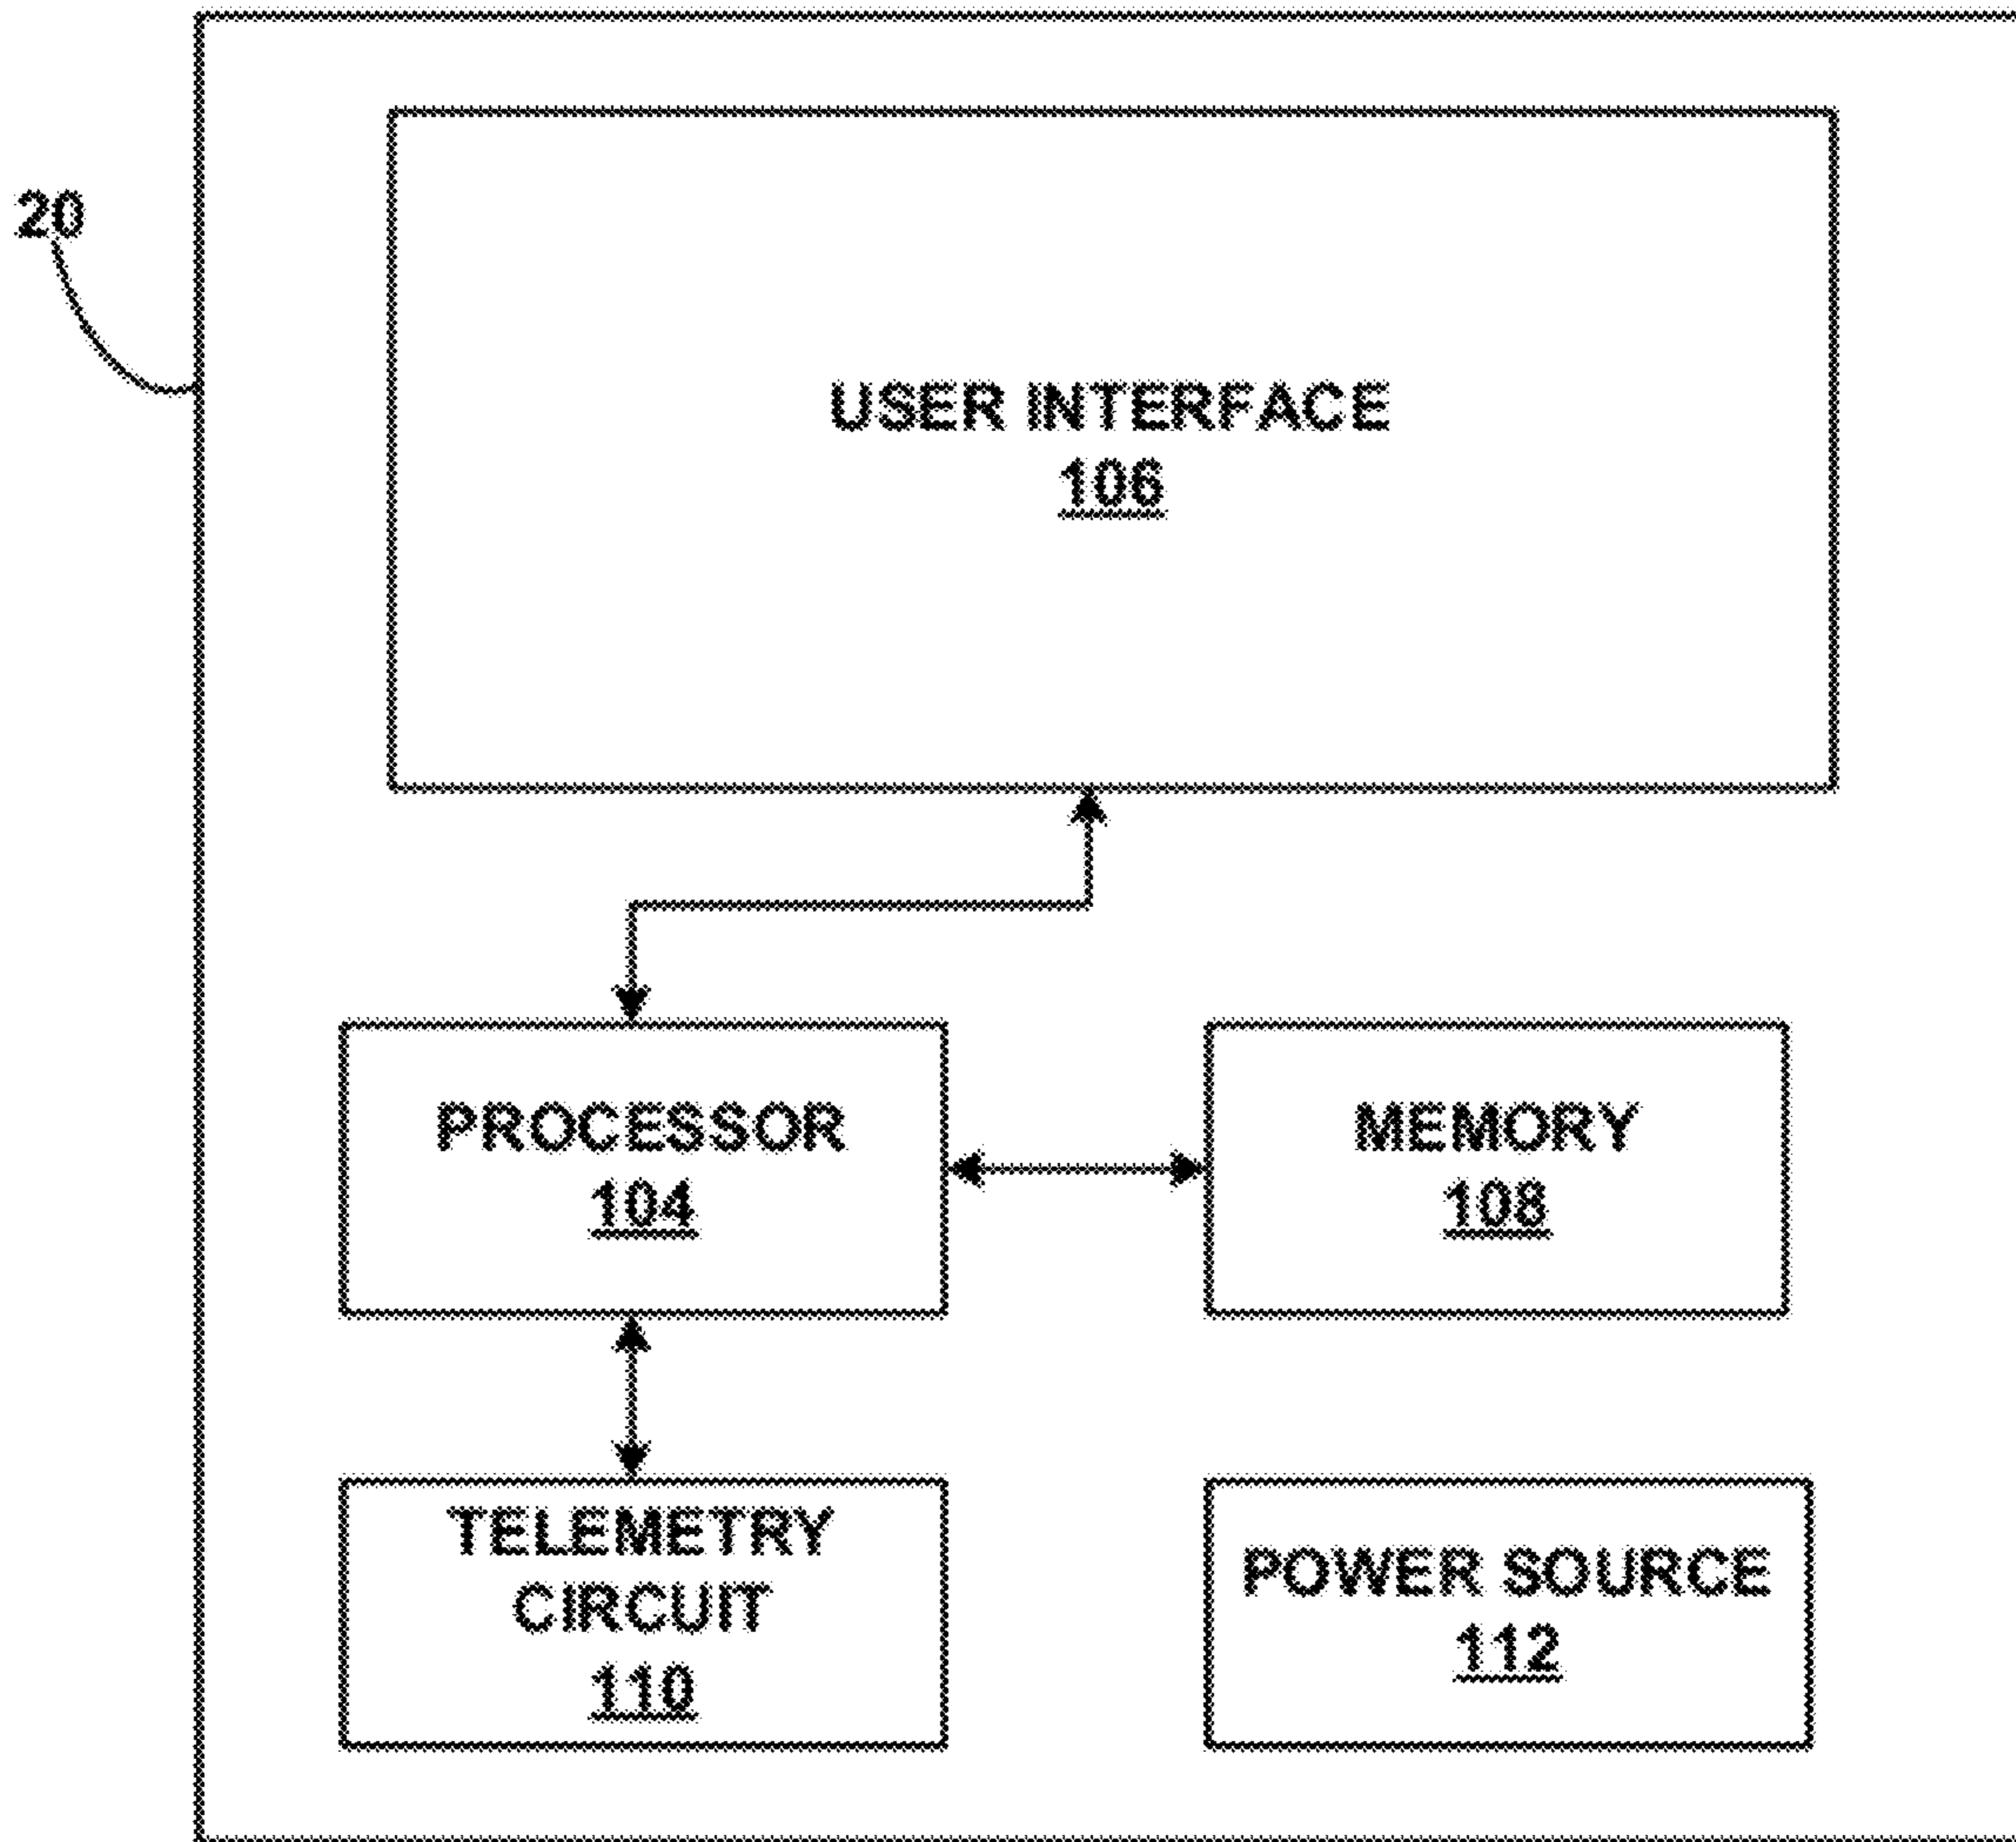 20
USER INTERFACE
106
PROCESSOR
104
MEMORY
108
TELEMETRY
CIRCUIT
110
POWER SOURCE
112